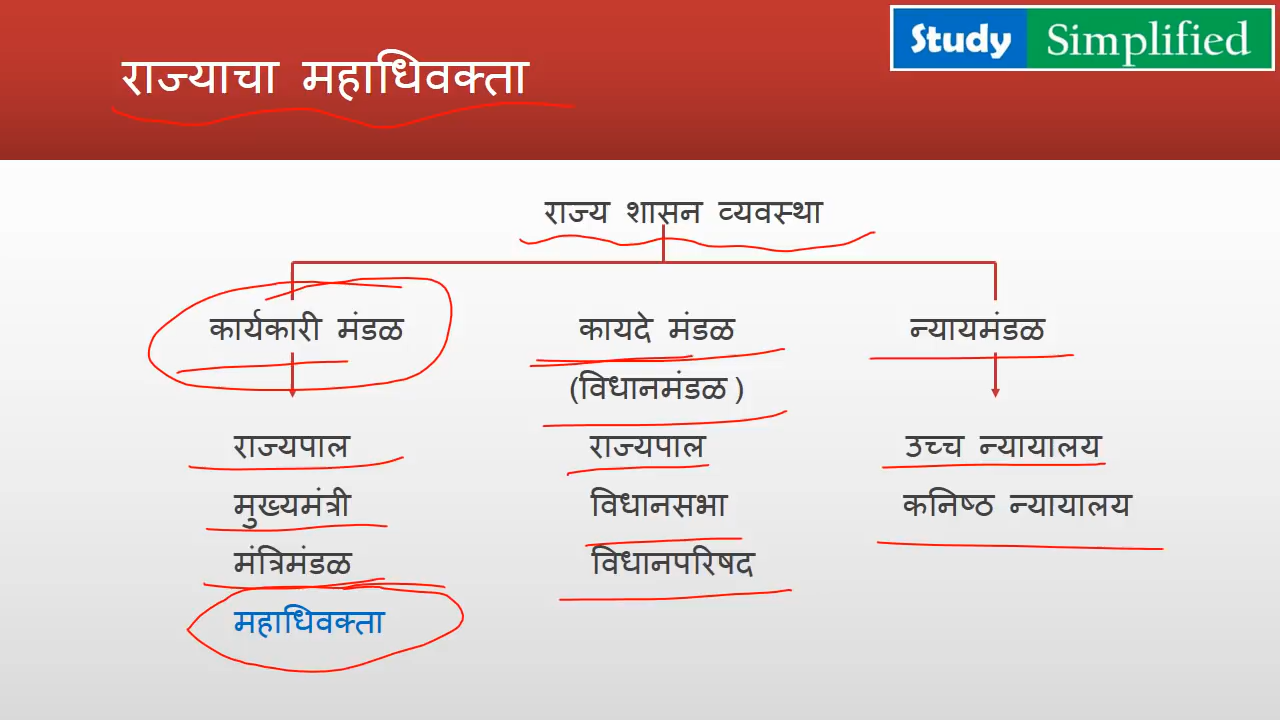 राज्याचा महाधिवक्ता
Study Simplified
राज्य शासन व्यवस्था
कार्यकारी मंडळ
कायदे मंडळ
न्यायमंडळ
(विधानमंडळ )
राज्यपाल
राज्यपाल
उच्च न्यायालय
मुख्यमंत्री
विधानसभा
कनिष्ठ न्यायालय
मंत्रिमंडळ
विधानपरिषद
महाधिवक्ता